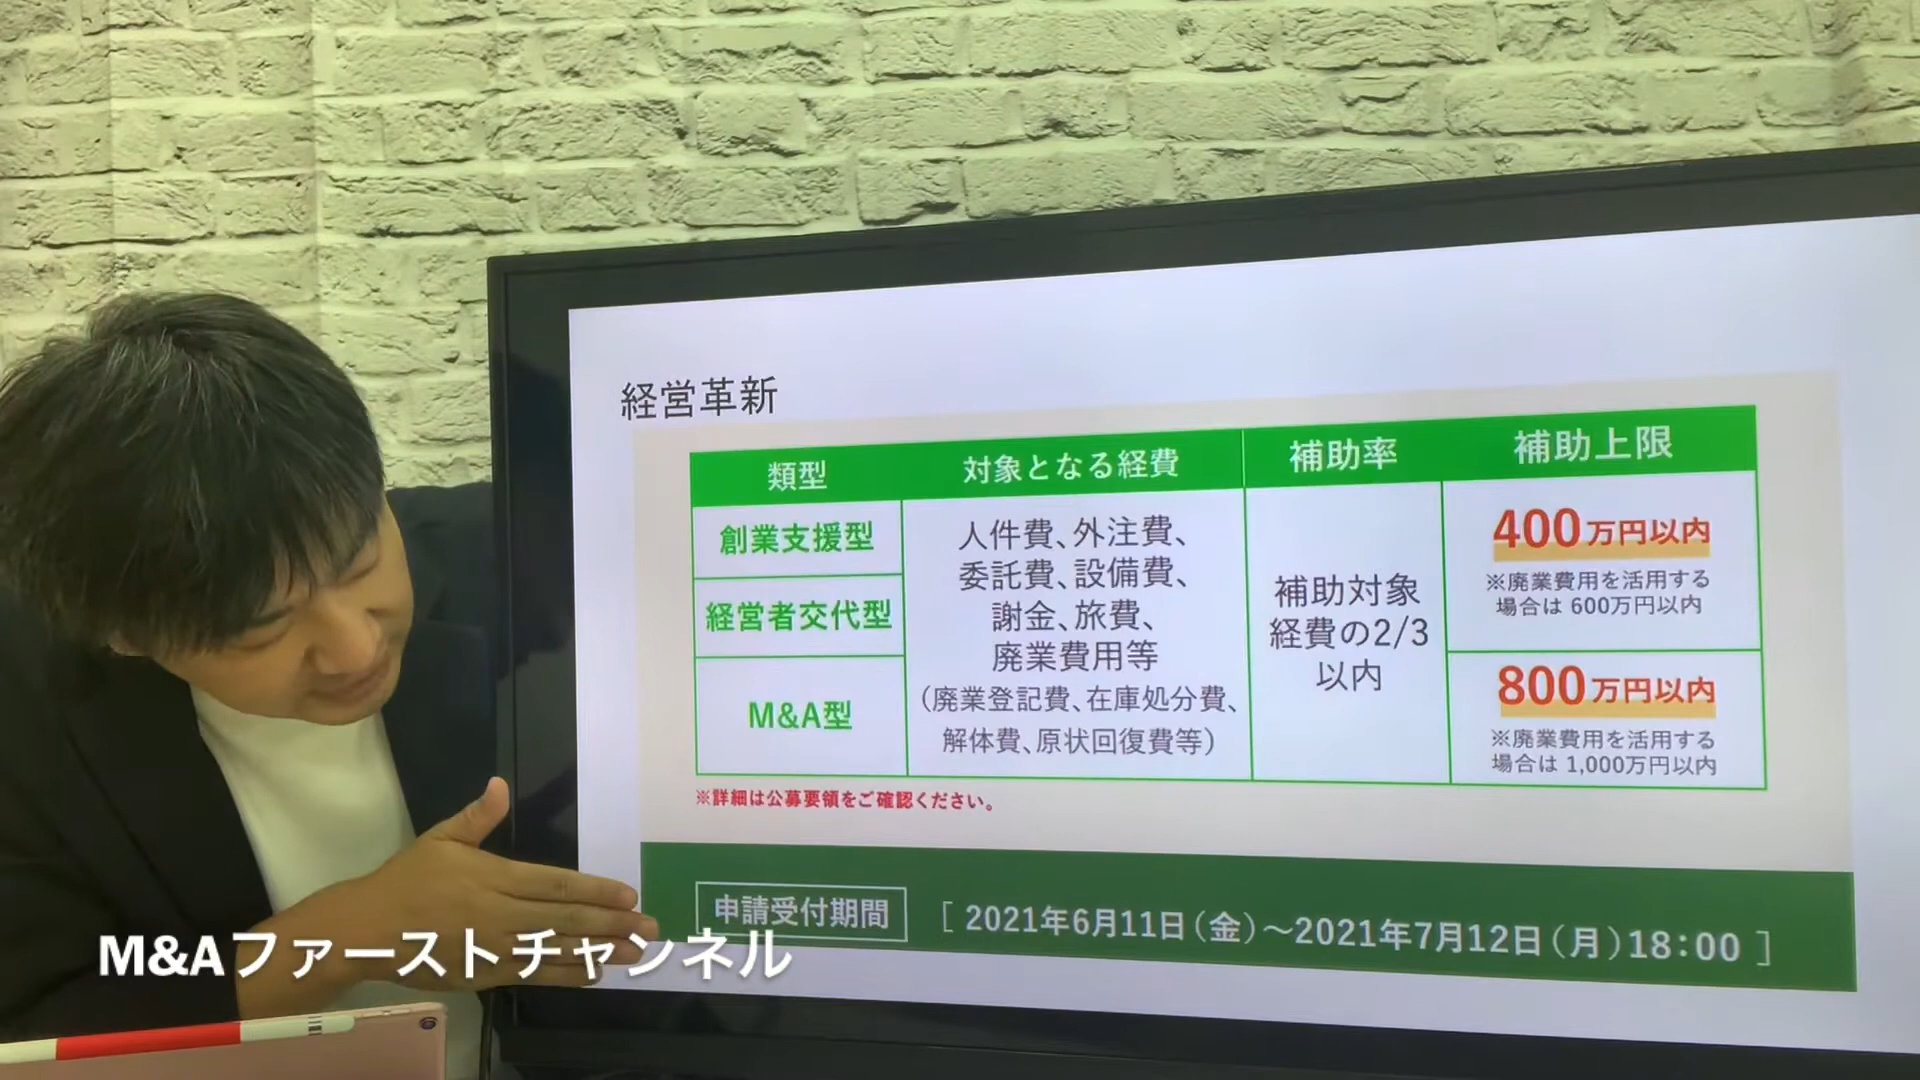 経営革新
類型
対象となる経費
補助率
補助上限
創業支援型
経営者交代型
M&A型
人件費、外注費、
委託費、設備費、
謝金、旅費、
廃業費用等
（廃業登記費、在庫処分費、
解体費、原状回復費等）
補助対象
経費の2/3
以内
400万円以内
※廃業費用を活用する
場合は 600万円以内
800万円以内
※廃業費用を活用する
場合は 1,000万円以内
※詳細は公募要領をご確認ください。
申請受付期間
[ 2021年6月11日（金）～2021年7月12日（月）18：00 ]
M&Aファーストチャンネル